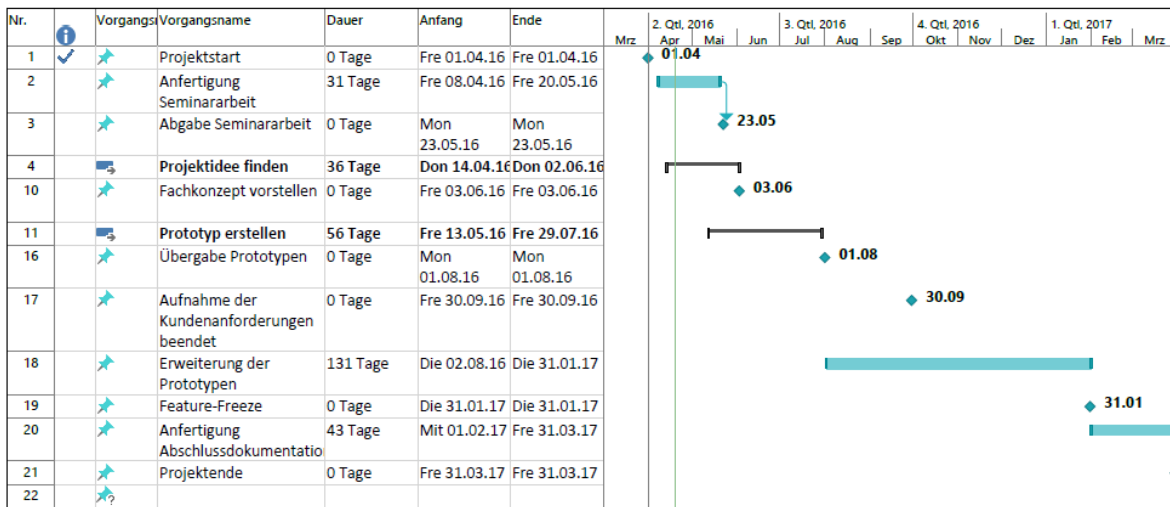 Nr. Vorgangsı Vorgangsname Dauer Anfang Ende
2. Qtl, 2016 3. Qtl, 2016 4. Qtl, 2016 1. Qtl, 2017
Mrz Apr Mai Jun Jul Aug Sep Okt Nov Dez Jan Feb Mrz
1 Projektstart 0 Tage Fre 01.04.16 Fre 01.04.16 01.04
2 Anfertigung 31 Tage Fre 08.04.16 Fre 20.05.16
Seminararbeit
3 Abgabe Seminararbeit 0 Tage Mon Mon 23.05
23.05.16 23.05.16
4 Projektidee finden 36 Tage Don 14.04.16 Don 02.06.16
10 Fachkonzept vorstellen 0 Tage Fre 03.06.16 Fre 03.06.16 03.06
11 Prototyp erstellen 56 Tage Fre 13.05.16 Fre 29.07.16
16 Übergabe Prototypen 0 Tage Mon Mon 01.08
01.08.16 01.08.16
17 Aufnahme der 0 Tage Fre 30.09.16 Fre 30.09.16 30.09
Kundenanforderungen
beendet
18 Erweiterung der 131 Tage Die 02.08.16 Die 31.01.17
Prototypen
19 Feature-Freeze 0 Tage Die 31.01.17 Die 31.01.17 31.01
20 Anfertigung 43 Tage Mit 01.02.17 Fre 31.03.17
Abschlussdokumentatio
21 Projektende 0 Tage Fre 31.03.17 Fre 31.03.17
22 ?